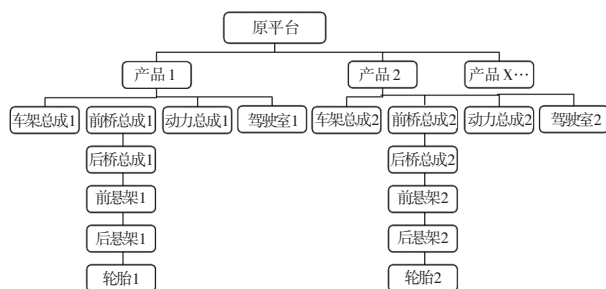 原平台
产品1 产品2 产品X…
车架总成1 前桥总成1 动力总成1 驾驶室1 车架总成2 前桥总成2 动力总成2 驾驶室2
后桥总成1 后桥总成2
前悬架1 前悬架2
后悬架1 后悬架2
轮胎1 轮胎2